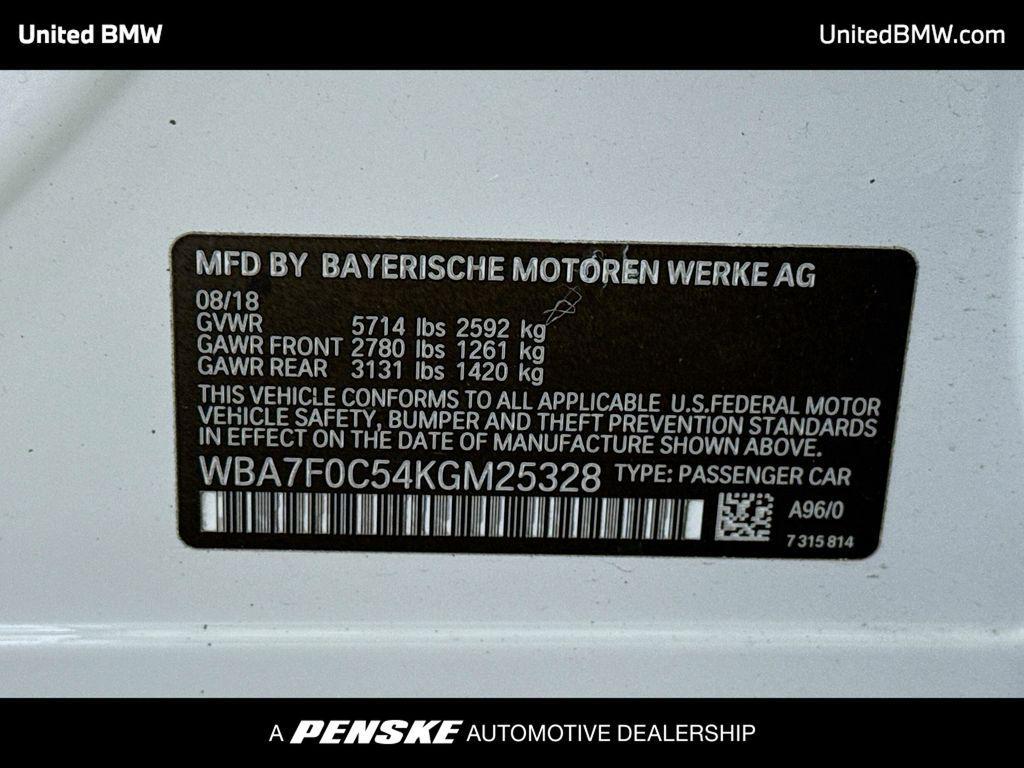 United BMW
UnitedBMW.com
MFD BY BAYERISCHE MOTOREN WERKE AG
08/18
GVWR 5714 lbs 2592 kg
GAWR FRONT 2780 lbs 1261 kg
GAWR REAR 3131 lbs 1420 kg
THIS VEHICLE CONFORMS TO ALL APPLICABLE U.S.FEDERAL MOTOR
VEHICLE SAFETY, BUMPER AND THEFT PREVENTION STANDARDS
IN EFFECT ON THE DATE OF MANUFACTURE SHOWN ABOVE.
WBA7F0C54KGM25328 TYPE: PASSENGER CAR
A96/0
7 315 814
A PENSKE AUTOMOTIVE DEALERSHIP